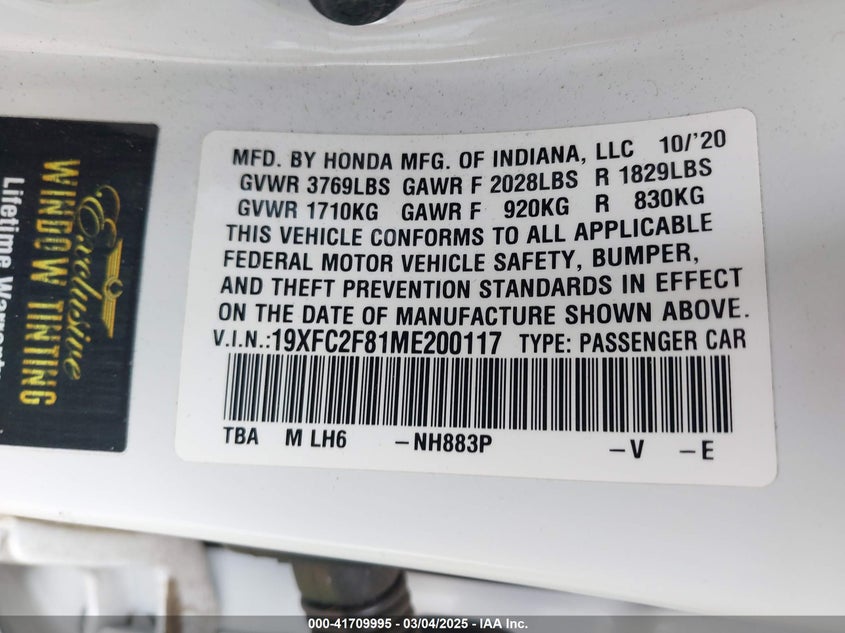 MFD. BY HONDA MFG. OF INDIANA, LLC 10/'20
GVWR 3769LBS GAWR F 2028LBS R 1829LBS
GVWR 1710KG GAWR F 920KG R 830KG
THIS VEHICLE CONFORMS TO ALL APPLICABLE
FEDERAL MOTOR VEHICLE SAFETY, BUMPER,
AND THEFT PREVENTION STANDARDS IN EFFECT
ON THE DATE OF MANUFACTURE SHOWN ABOVE.
V.I.N.:19XFC2F81ME200117 TYPE: PASSENGER CAR
TBA M LH6 -NH883P -V -E
Exclusive
WINDOW TINTING
Lifetime
000-41709995 - 03/04/2025 - IAA Inc.